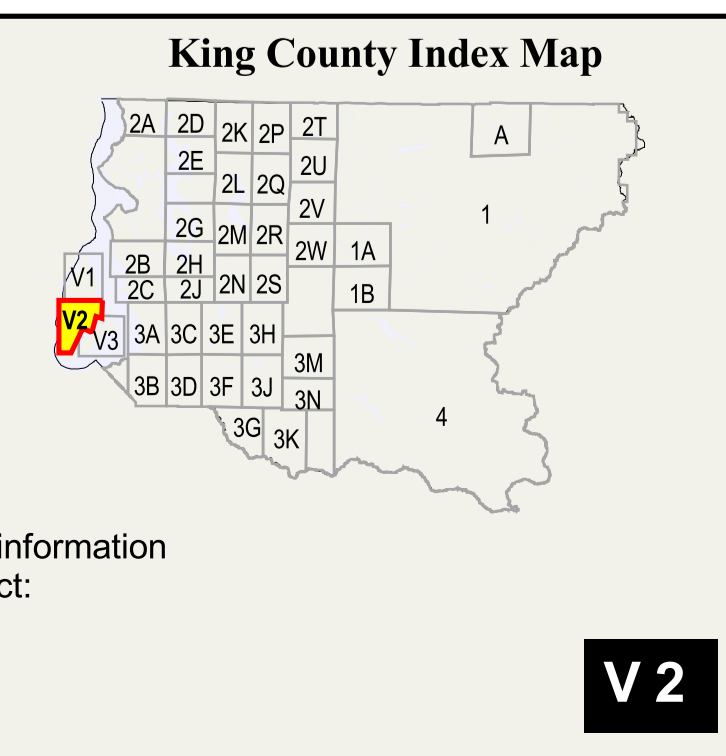 King County Index Map
2A 2D 2K 2P 2T A
2E 2U
2L 2Q
2V 1
2G 2M 2R
2W 1A
2B 2H
V1 2C 2J 2N 2S 1B
V2 V3 3A 3C 3E 3H
3M
3B 3D 3F 3J 3N
4
3G 3K
information
ct:
V 2